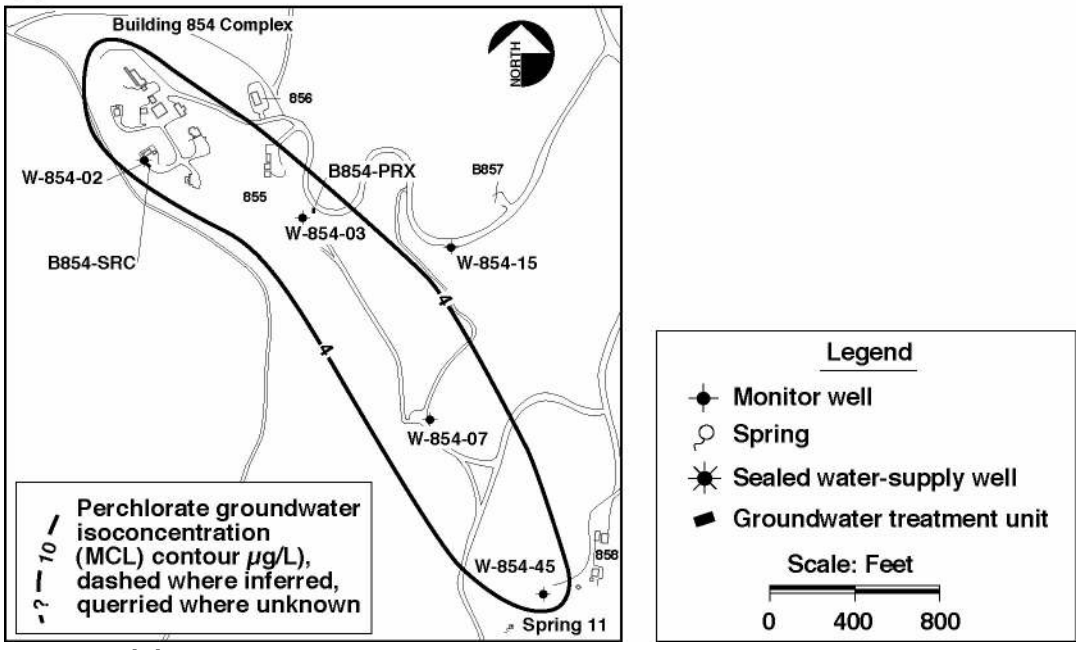 Building 854 Complex
NORTH
856
W-854-02
855
B854-PRX
B857
W-854-03
W-854-15
B854-SRC
4
4
W-854-07
W-854-45
858
Spring 11
10
?
Perchlorate groundwater
isoconcentration
(MCL) contour µg/L),
dashed where inferred,
querried where unknown
Legend
Monitor well
Spring
Sealed water-supply well
Groundwater treatment unit
Scale: Feet
0 400 800